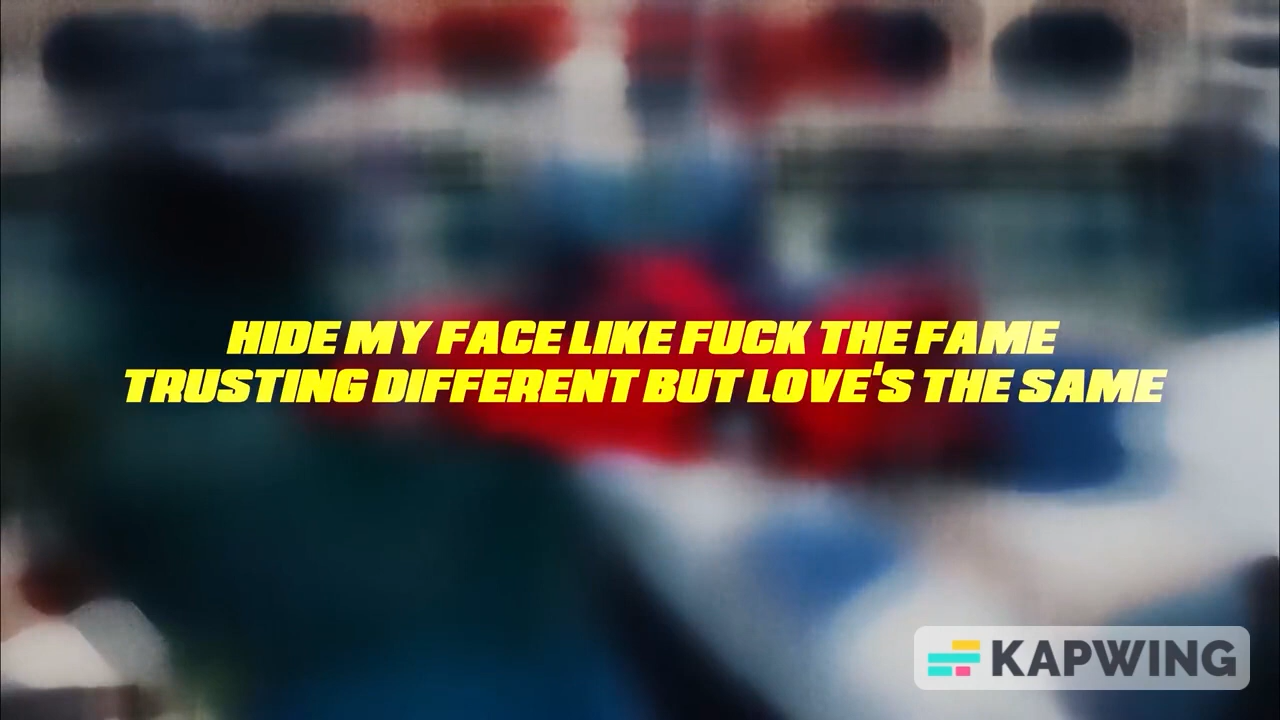 HIDE MY FACE LIKE FUCK THE FAME
TRUSTING DIFFERENT BUT LOVE'S THE SAME
KAPWING